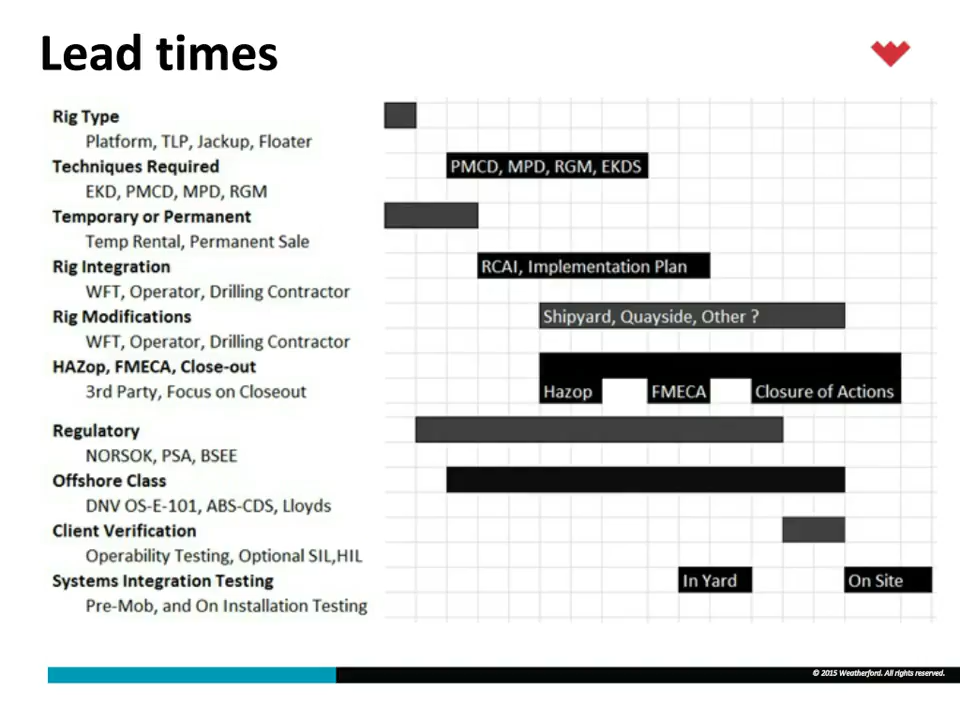 Lead times
Rig Type
Platform, TLP, Jackup, Floater
Techniques Required PMCD, MPD, RGM, EKDS
EKD, PMCD, MPD, RGM
Temporary or Permanent
Temp Rental, Permanent Sale
Rig Integration RCAI, Implementation Plan
WFT, Operator, Drilling Contractor
Rig Modifications Shipyard, Quayside, Other ?
WFT, Operator, Drilling Contractor
HAZop, FMECA, Close-out
3rd Party, Focus on Closeout Hazop FMECA Closure of Actions
Regulatory
NORSOK, PSA, BSEE
Offshore Class
DNV OS-E-101, ABS-CDS, Lloyds
Client Verification
Operability Testing, Optional SIL,HIL
Systems Integration Testing In Yard On Site
Pre-Mob, and On Installation Testing
© 2015 Weatherford. All rights reserved.